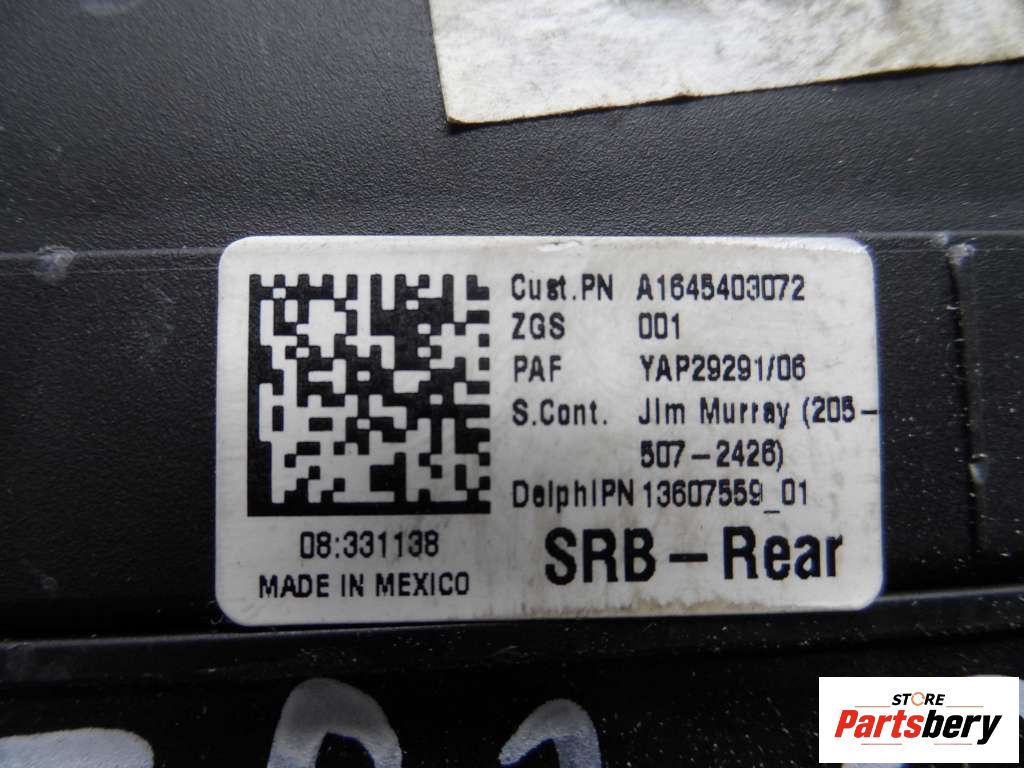 Cust.PN A1645403072
ZGS 001
PAF YAP29291/06
S.Cont. Jim Murray (205-
507-2426)
DelphiPN 13607559_01
08:331138
MADE IN MEXICO
SRB-Rear
STORE
Partsbery